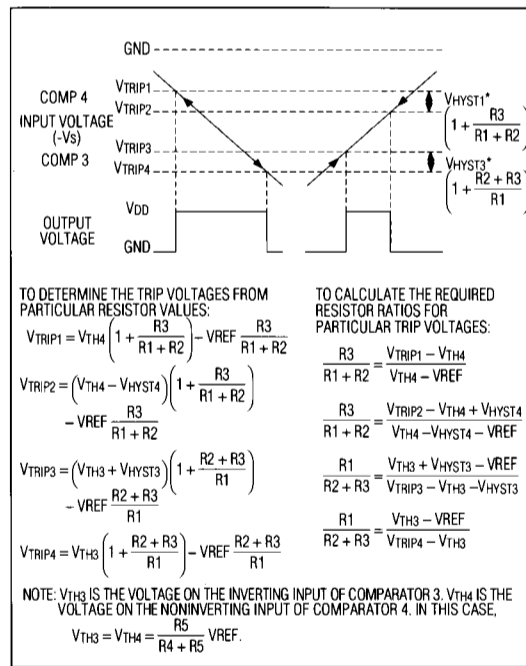 GND
VTRIP1
COMP 4
VHYST1*
VTRIP2
(1 + R3/(R1 + R2))
INPUT VOLTAGE
(-Vs)
VTRIP3
COMP 3
VHYST3*
VTRIP4
(1 + (R2 + R3)/R1)
VDD
OUTPUT
VOLTAGE
GND
TO DETERMINE THE TRIP VOLTAGES FROM
PARTICULAR RESISTOR VALUES:
VTRIP1 = VTH4 (1 + R3/(R1 + R2)) – VREF R3/(R1 + R2)
VTRIP2 = (VTH4 – VHYST4) (1 + R3/(R1 + R2))
– VREF R3/(R1 + R2)
VTRIP3 = (VTH3 + VHYST3) (1 + (R2 + R3)/R1)
– VREF (R2 + R3)/R1
VTRIP4 = VTH3 (1 + (R2 + R3)/R1) – VREF (R2 + R3)/R1
TO CALCULATE THE REQUIRED
RESISTOR RATIOS FOR
PARTICULAR TRIP VOLTAGES:
R3/(R1 + R2) = (VTRIP1 – VTH4)/(VTH4 – VREF)
R3/(R1 + R2) = (VTRIP2 – VTH4 + VHYST4)/(VTH4 –VHYST4 – VREF)
R1/(R2 + R3) = (VTH3 + VHYST3 – VREF)/(VTRIP3 – VTH3 –VHYST3)
R1/(R2 + R3) = (VTH3 – VREF)/(VTRIP4 – VTH3)
NOTE: VTH3 IS THE VOLTAGE ON THE INVERTING INPUT OF COMPARATOR 3. VTH4 IS THE
VOLTAGE ON THE NONINVERTING INPUT OF COMPARATOR 4. IN THIS CASE,
VTH3 = VTH4 = R5/(R4 + R5) VREF.